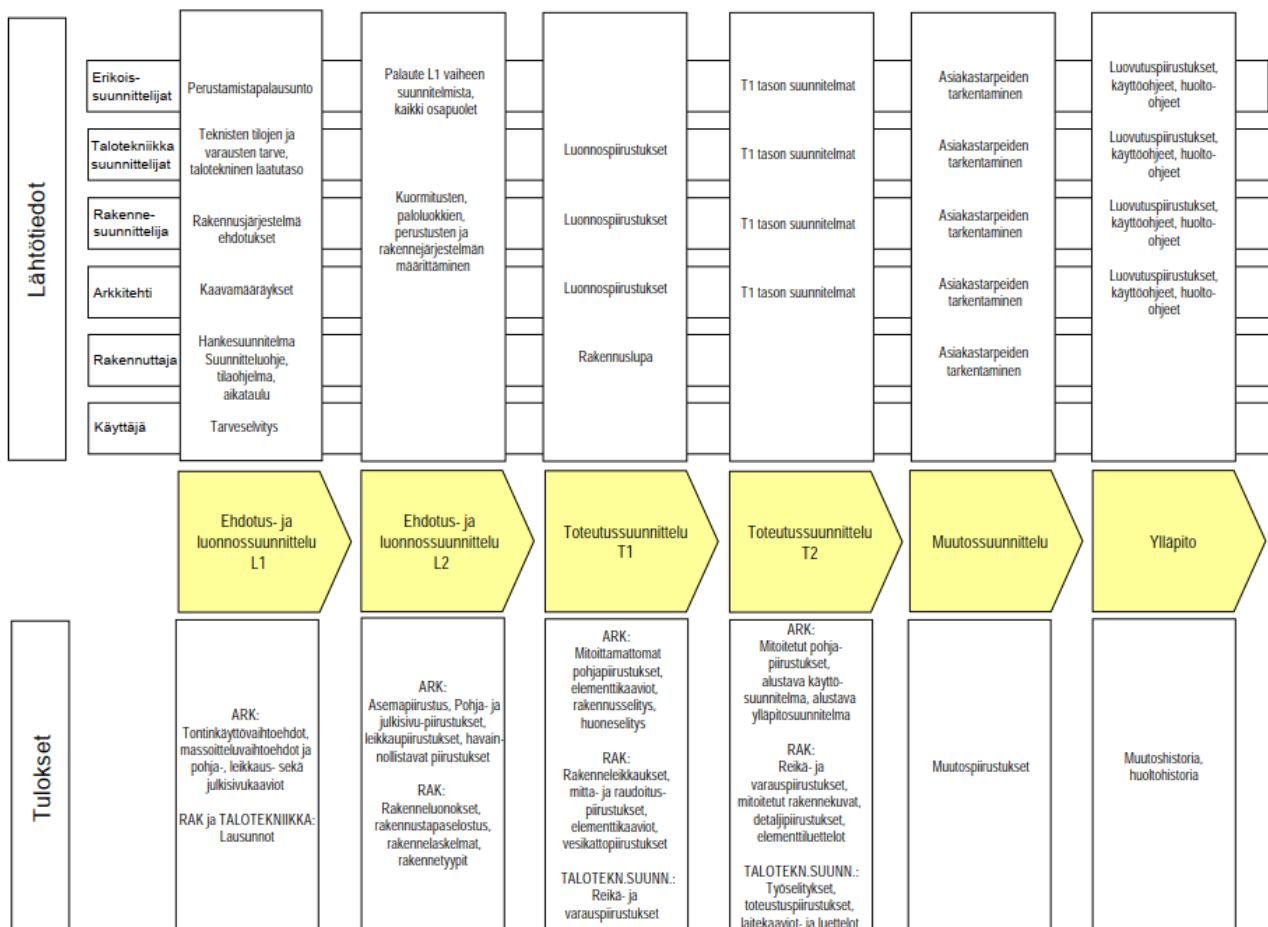 Lähtötiedot
Erikois-
suunnittelijat
Perustamistapalausunto
Palaute L1 vaiheen
suunnitelmista,
kaikki osapuolet
T1 tason suunnitelmat
Asiakastarpeiden
tarkentaminen
Luovutuspiirustukset,
käyttöohjeet, huolto-
ohjeet
Talotekniikka
suunnittelijat
Teknisten tilojen ja
varausten tarve,
talotekninen laatutaso
Luonnospiirustukset
T1 tason suunnitelmat
Asiakastarpeiden
tarkentaminen
Luovutuspiirustukset,
käyttöohjeet, huolto-
ohjeet
Rakenne-
suunnittelija
Rakennusjärjestelmä
ehdotukset
Kuormitusten,
paloluokkien,
perustusten ja
rakennejärjestelmän
määrittäminen
Luonnospiirustukset
T1 tason suunnitelmat
Asiakastarpeiden
tarkentaminen
Luovutuspiirustukset,
käyttöohjeet, huolto-
ohjeet
Arkkitehti
Kaavamääräykset
Luonnospiirustukset
T1 tason suunnitelmat
Asiakastarpeiden
tarkentaminen
Luovutuspiirustukset,
käyttöohjeet, huolto-
ohjeet
Rakennuttaja
Hankesuunnitelma
Suunnitteluohje,
tilaohjelma,
aikataulu
Rakennuslupa
Asiakastarpeiden
tarkentaminen
Käyttäjä
Tarveselvitys
Ehdotus- ja
luonnossuunnittelu
L1
Ehdotus- ja
luonnossuunnittelu
L2
Toteutussuunnittelu
T1
Toteutussuunnittelu
T2
Muutossuunnittelu
Ylläpito
Tulokset
ARK:
Tontinkäyttövaihtoehdot,
massoitteluvaihtoehdot ja
pohja-, leikkaus- sekä
julkisivukaaviot
RAK ja TALOTEKNIIKKA:
Lausunnot
ARK:
Asemapiirustus, Pohja- ja
julkisivu-piirustukset,
leikkaupiirustukset, havain-
nollistavat piirustukset
RAK:
Rakenneluonokset,
rakennustapaselostus,
rakennelaskelmat,
rakennetyypit
ARK:
Mitoittamattomat
pohjapiirustukset,
elementtikaaviot,
rakennusselitys,
huoneselitys
RAK:
Rakenneleikkaukset,
mitta- ja raudoitus-
piirustukset,
elementtikaaviot,
vesikattopiirustukset
TALOTEKN.SUUNN.:
Reikä- ja
varauspiirustukset
ARK:
Mitoitetut pohja-
piirustukset,
alustava käyttö-
suunnitelma, alustava
ylläpitosuunnitelma
RAK:
Reikä- ja
varauspiirustukset,
mitoitetut rakennekuvat,
detaljipiirustukset,
elementtiluettelot
TALOTEKN.SUUNN.:
Työselitykset,
toteustuspiirustukset,
laitekaaviot- ja luettelot
Muutospiirustukset
Muutoshistoria,
huoltohistoria